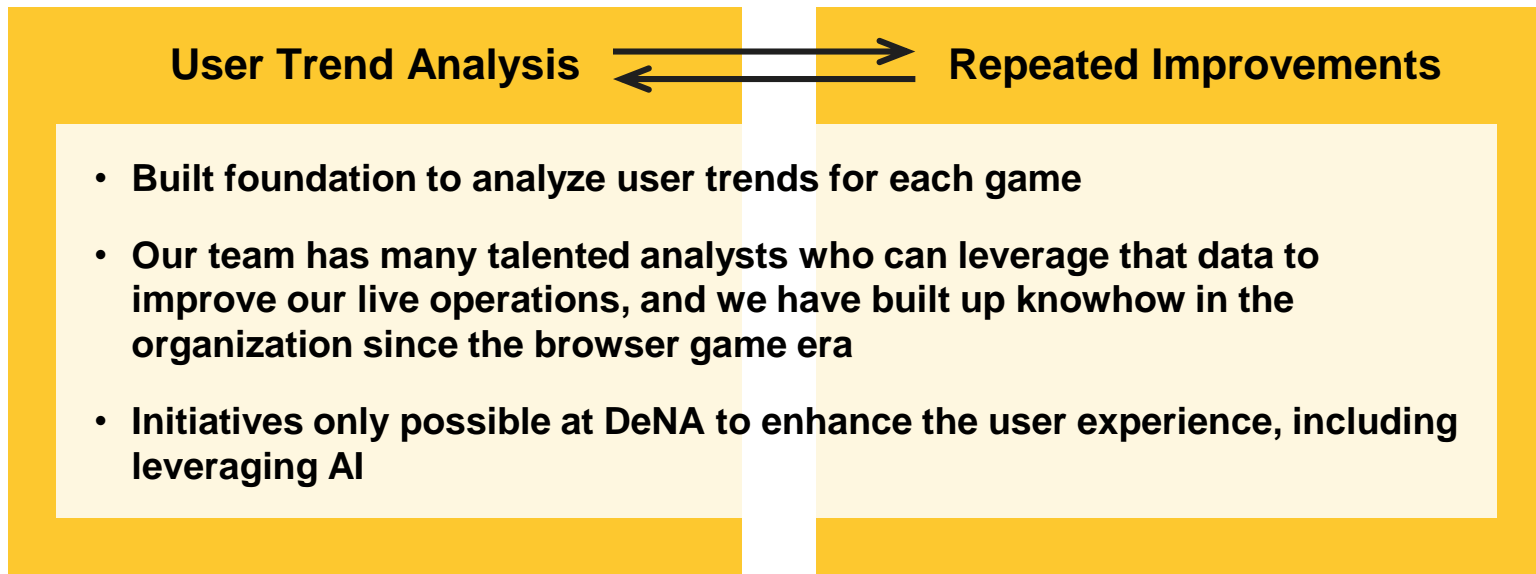 User Trend Analysis
Repeated Improvements
• Built foundation to analyze user trends for each game
• Our team has many talented analysts who can leverage that data to
improve our live operations, and we have built up knowhow in the
organization since the browser game era
• Initiatives only possible at DeNA to enhance the user experience, including
leveraging AI